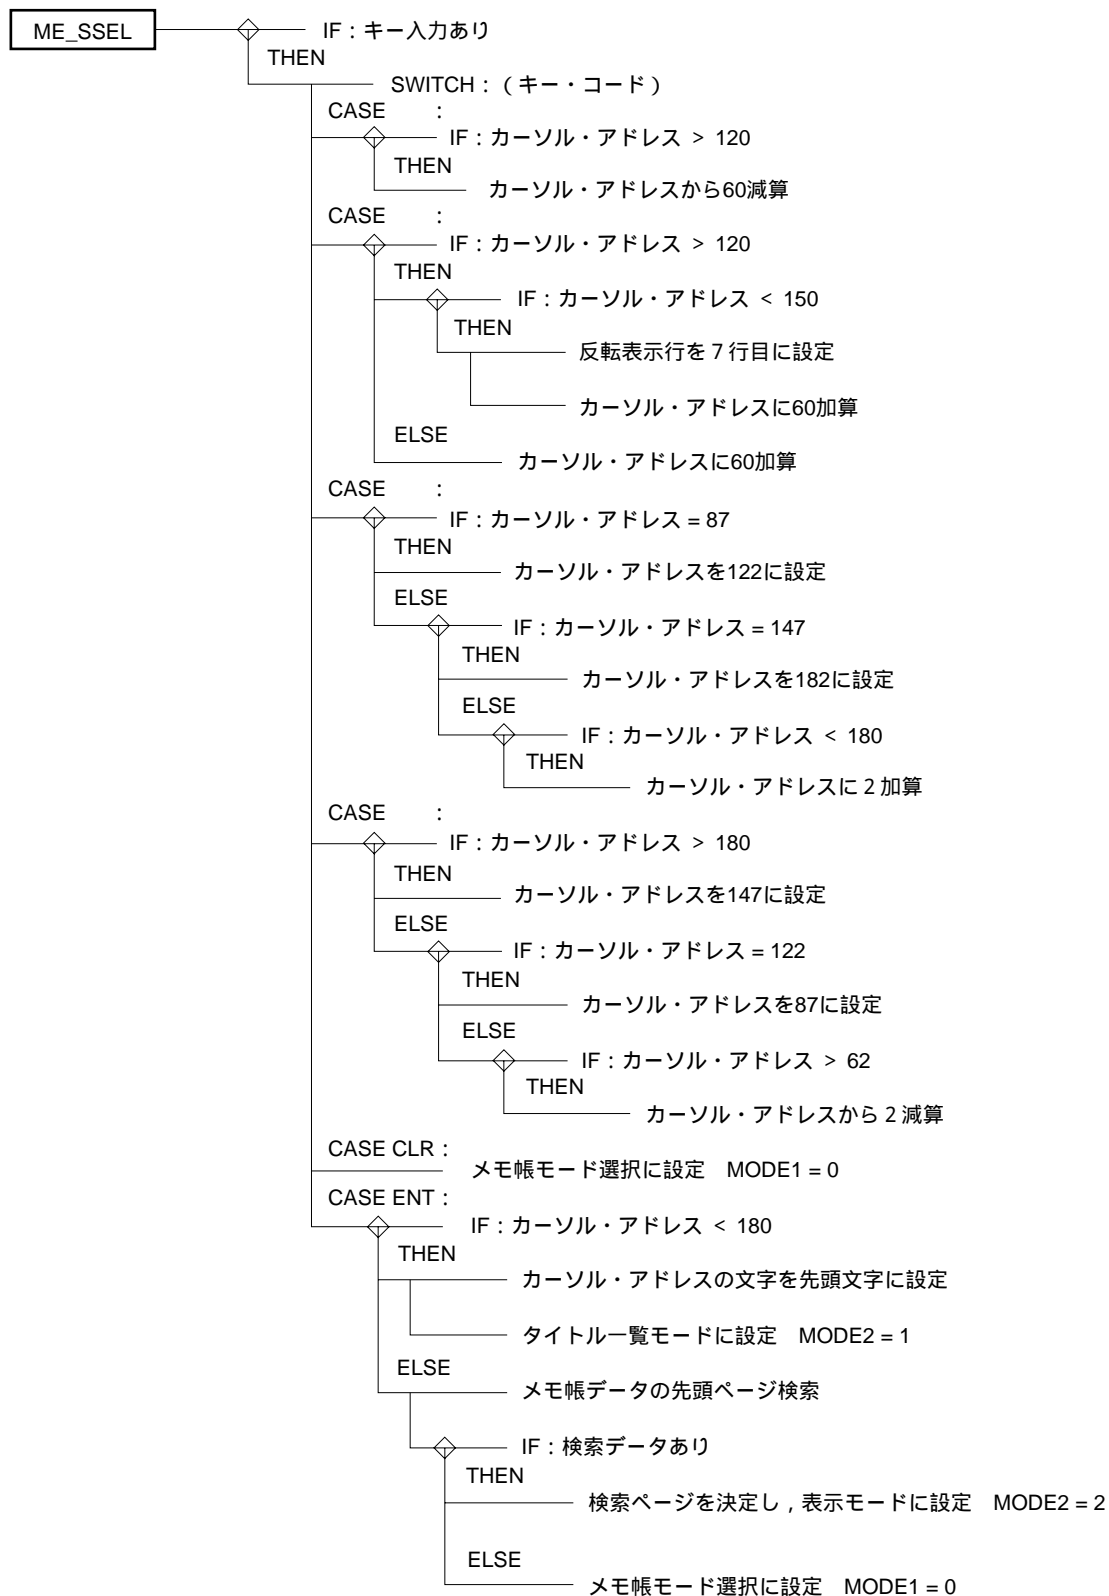 ME_SSEL
IF：キー入力あり
THEN
SWITCH：（キー・コード）
CASE ：
IF：カーソル・アドレス > 120
THEN
カーソル・アドレスから60減算
CASE ：
IF：カーソル・アドレス > 120
THEN
IF：カーソル・アドレス < 150
THEN
反転表示行を７行目に設定
カーソル・アドレスに60加算
ELSE
カーソル・アドレスに60加算
CASE ：
IF：カーソル・アドレス = 87
THEN
カーソル・アドレスを122に設定
ELSE
IF：カーソル・アドレス = 147
THEN
カーソル・アドレスを182に設定
ELSE
IF：カーソル・アドレス < 180
THEN
カーソル・アドレスに２加算
CASE ：
IF：カーソル・アドレス > 180
THEN
カーソル・アドレスを147に設定
ELSE
IF：カーソル・アドレス = 122
THEN
カーソル・アドレスを87に設定
ELSE
IF：カーソル・アドレス > 62
THEN
カーソル・アドレスから２減算
CASE CLR：
メモ帳モード選択に設定　MODE1 = 0
CASE ENT：
IF：カーソル・アドレス < 180
THEN
カーソル・アドレスの文字を先頭文字に設定
タイトル一覧モードに設定　MODE2 = 1
ELSE
メモ帳データの先頭ページ検索
IF：検索データあり
THEN
検索ページを決定し，表示モードに設定　MODE2 = 2
ELSE
メモ帳モード選択に設定　MODE1 = 0